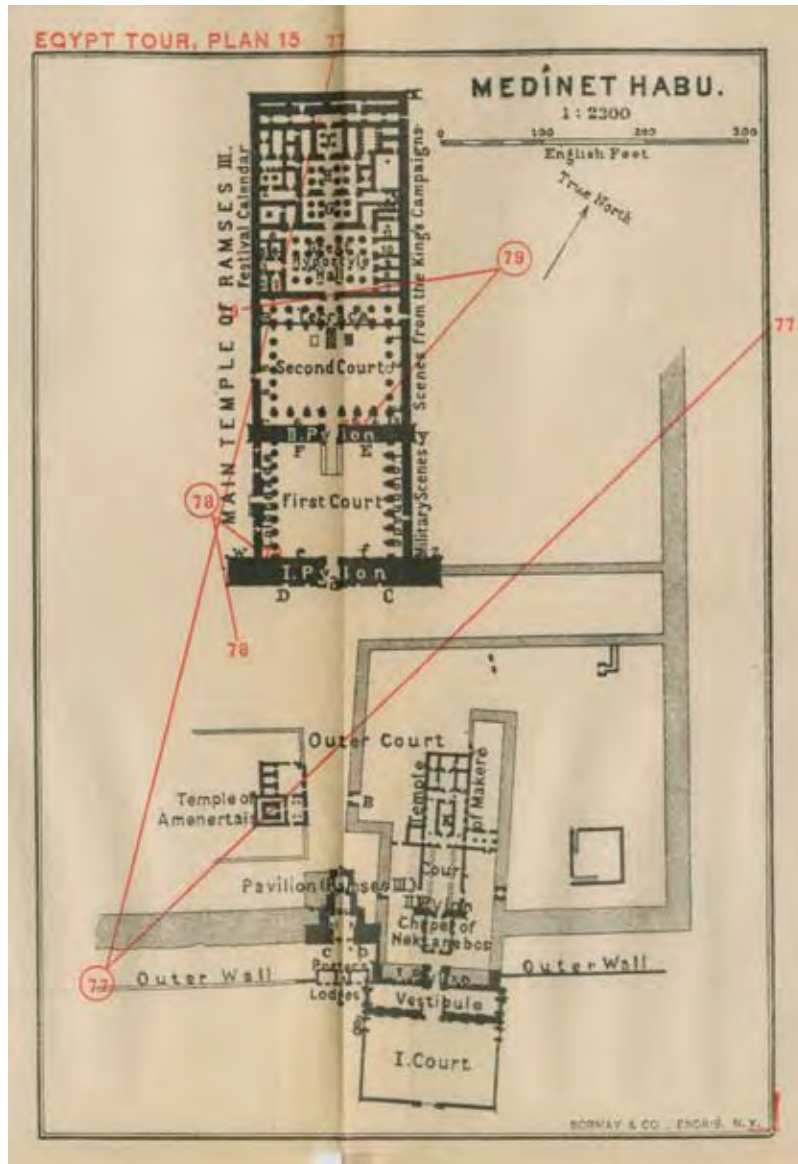 EGYPT TOUR, PLAN 15
77
MEDÎNET HABU.
1 : 2300
0 100 200 300
English Feet
True North
MAIN TEMPLE OF RAMSES III.
Festival Calendar
Military Scenes
Scenes from the King's Campaigns
Hypostyle
Hall
79
77
Second Court
II. Pylon
F E
First Court
78
I. Pylon
D C
78
Outer Court
Temple of
Amenertais
B
Temple
of Makere
Court
Pavilion (Ramses III)
II. Pylon
Chapel of
Nektanebos
77
Outer Wall
Porters
Lodges
Outer Wall
Vestibule
I. Court
BORMAY & CO., ENGR'S, N.Y.